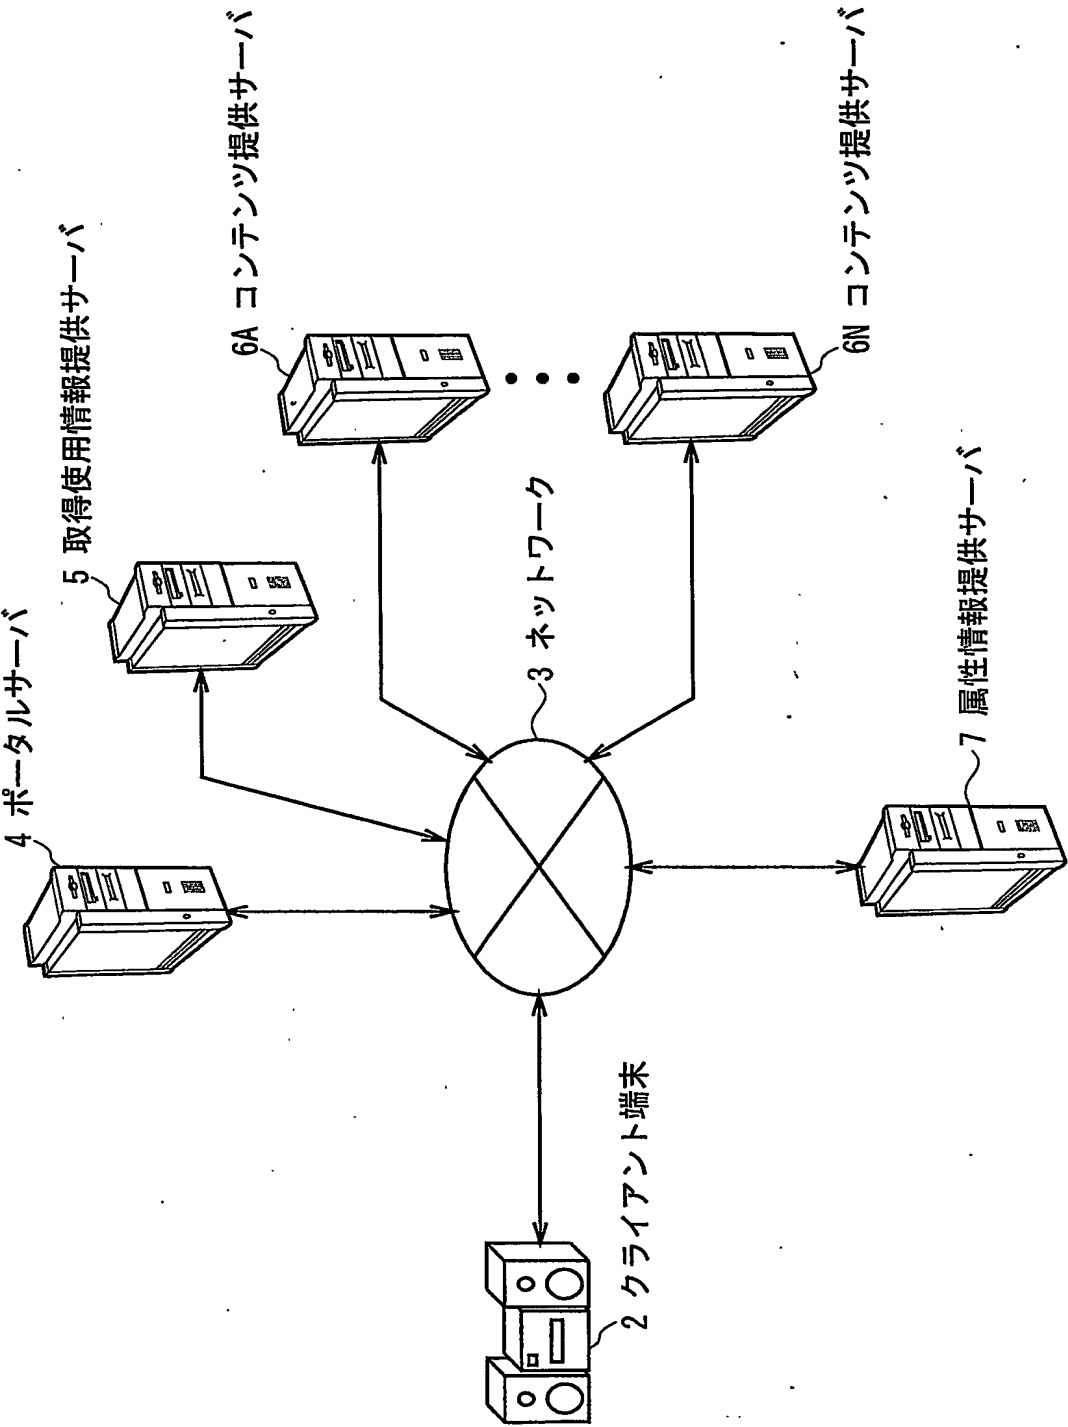 4 ポータルサーバ
5 取得使用情報提供サーバ
6A コンテンツ提供サーバ
3 ネットワーク
6N コンテンツ提供サーバ
2 クライアント端末
7 属性情報提供サーバ